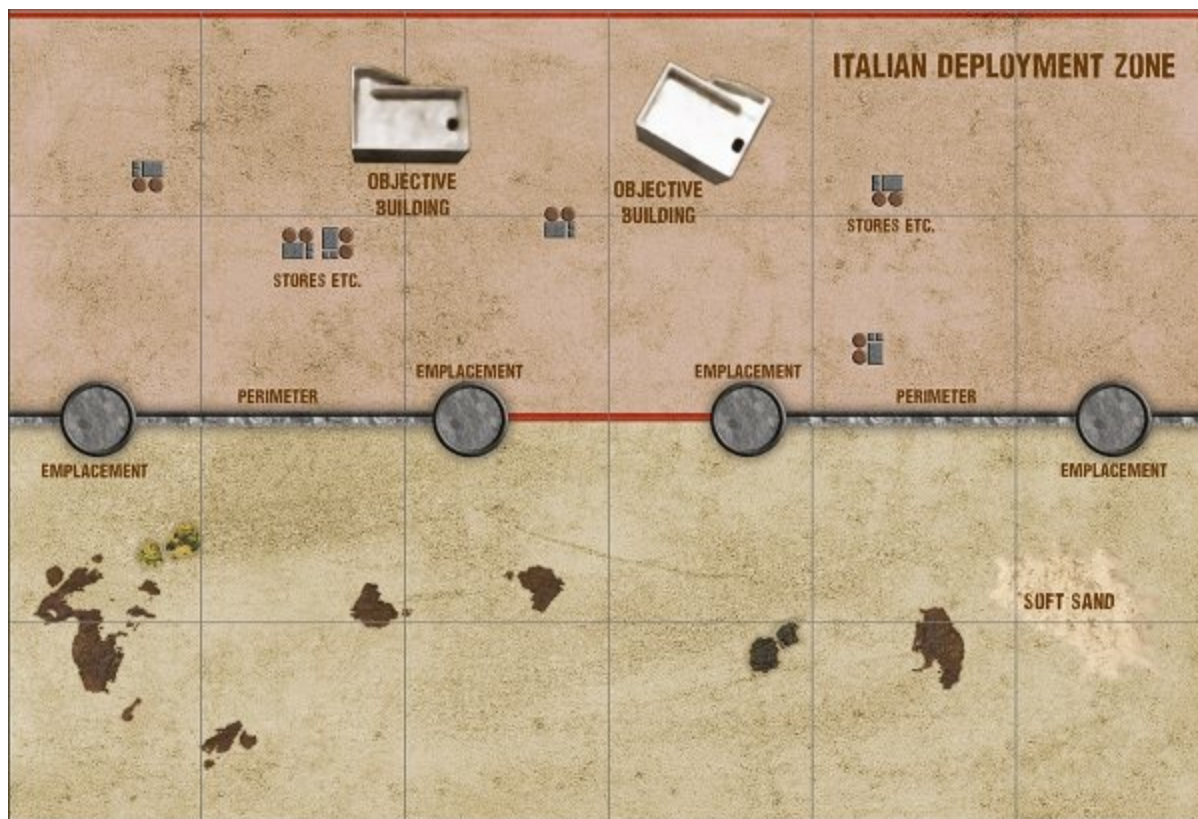 ITALIAN DEPLOYMENT ZONE
OBJECTIVE
BUILDING
OBJECTIVE
BUILDING
STORES ETC.
STORES ETC.
EMPLACEMENT
EMPLACEMENT
PERIMETER
PERIMETER
EMPLACEMENT
EMPLACEMENT
SOFT SAND